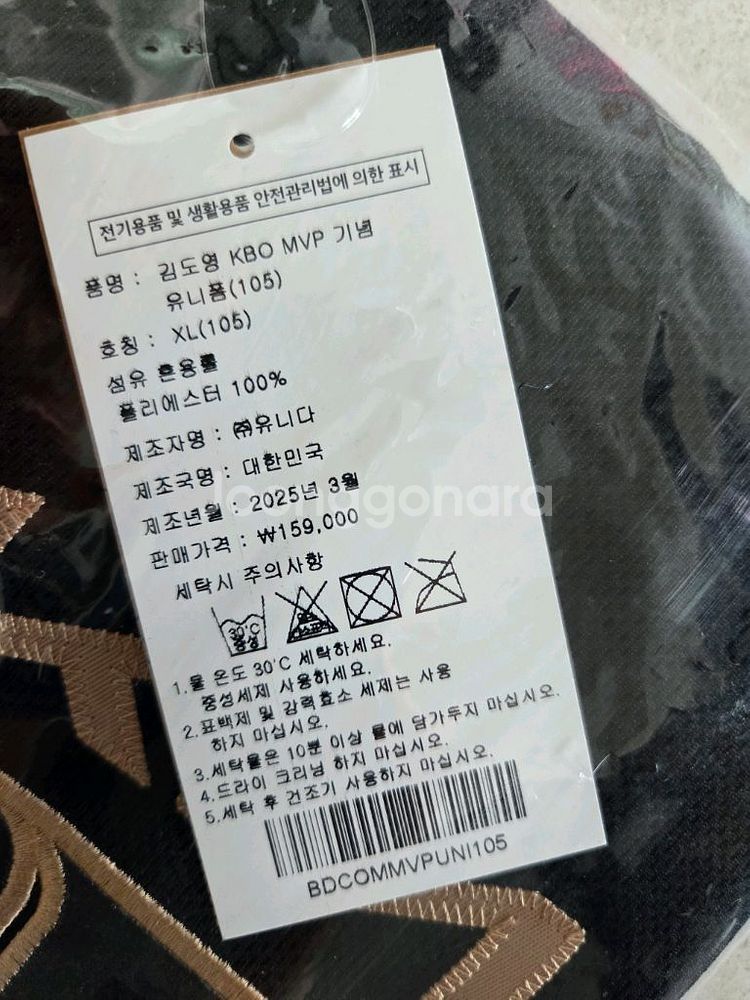 전기용품 및 생활용품 안전관리법에 의한 표시
품명 : 김도영 KBO MVP 기념
유니폼(105)
호칭 : XL(105)
섬유 혼용률
폴리에스터 100%
제조자명 : ㈜유니다
제조국명 : 대한민국
제조년월 : 2025년 3월
판매가격 : ₩159,000
세탁시 주의사항
30°C
중성
1.물 온도 30°C 세탁하세요.
중성세제 사용하세요.
2.표백제 및 강력효소 세제는 사용
하지 마십시오.
3.세탁물은 10분 이상 물에 담가두지 마십시오.
4.드라이 크리닝 하지 마십시오.
5.세탁 후 건조기 사용하지 마십시오.
BDCOMMVPUNI105
joonagonara